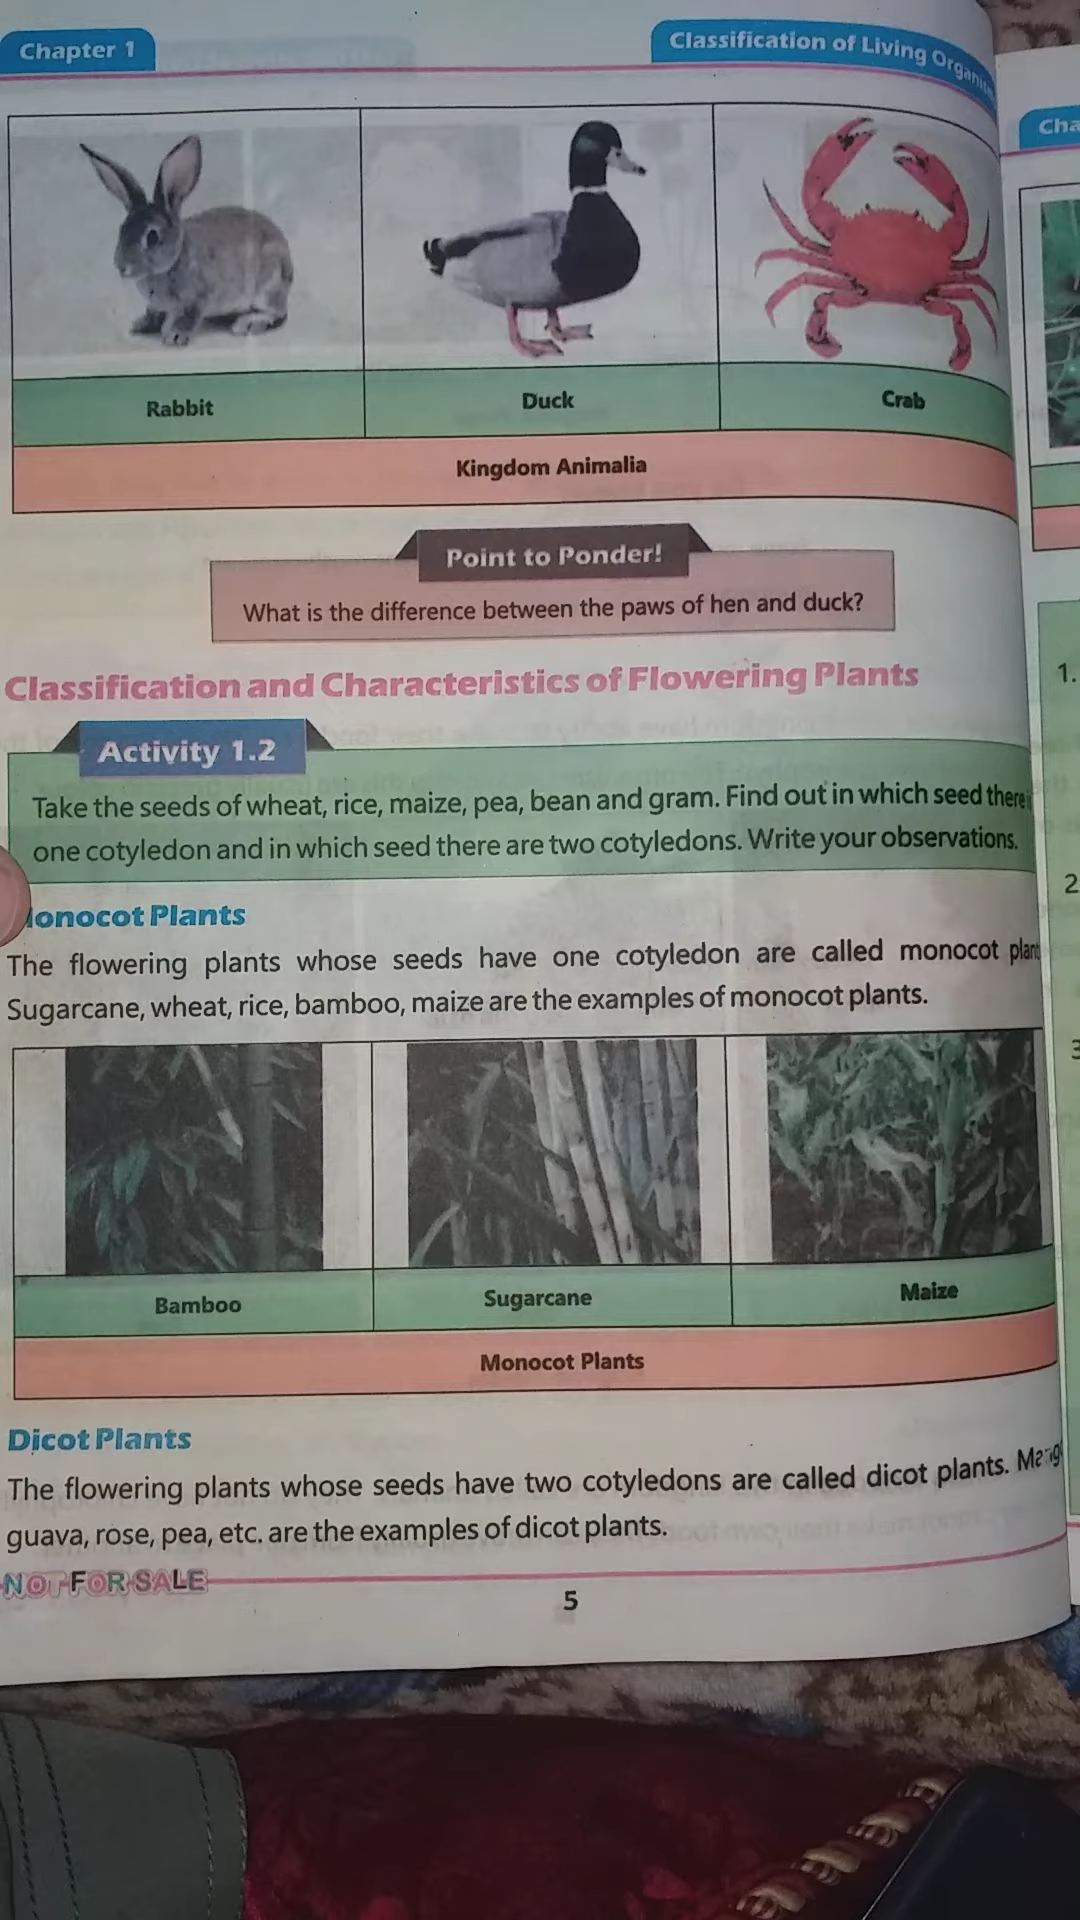 Chapter 1
Classification of Living
Cha
Rabbit
Duck
Crab
Kingdom Animalia
Point to Ponder!
What is the difference between the paws of hen and duck?
Classification and Characteristics of Flowering Plants
1.
Activity 1.2
Take the seeds of wheat, rice, maize, pea, bean and gram. Find out in which seed there
one cotyledon and in which seed there are two cotyledons. Write your observations.
2
onocot Plants
The flowering plants whose seeds have one cotyledon are called monocot plan
Sugarcane, wheat, rice, bamboo, maize are the examples of monocot plants.
3
Bamboo
Sugarcane
Maize
Monocot Plants
Dicot Plants
The flowering plants whose seeds have two cotyledons are called dicot plants.
guava, rose, pea, etc. are the examples of dicot plants.
NOT FOR SALE
5